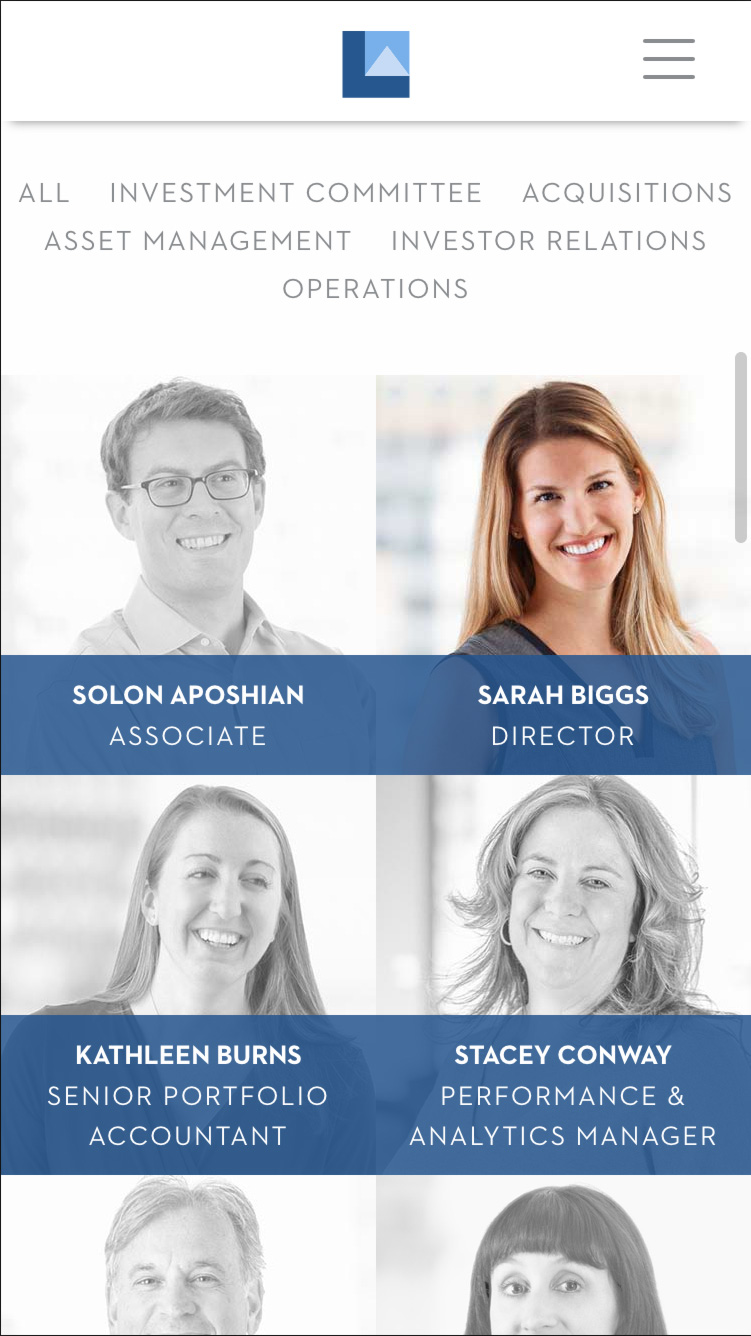 ALL INVESTMENT COMMITTEE ACQUISITIONS
ASSET MANAGEMENT INVESTOR RELATIONS
OPERATIONS
SOLON APOSHIAN
ASSOCIATE
SARAH BIGGS
DIRECTOR
KATHLEEN BURNS
SENIOR PORTFOLIO
ACCOUNTANT
STACEY CONWAY
PERFORMANCE &
ANALYTICS MANAGER